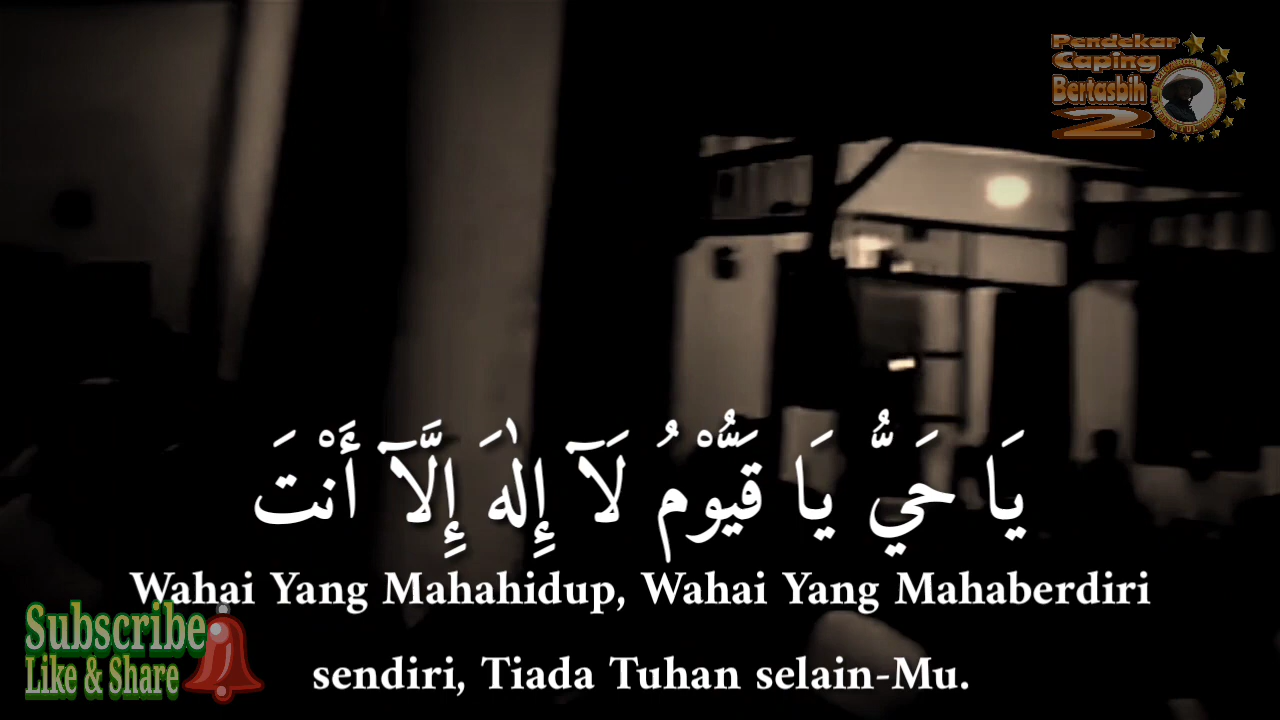 Pendekar
Caping
Bertasbih
2
يَا حَيُّ يَا قَيُّوْمُ لَآ إِلٰهَ إِلَّآ أَنْتَ
Wahai Yang Mahahidup, Wahai Yang Mahaberdiri
sendiri, Tiada Tuhan selain-Mu.
Subscribe
Like & Share